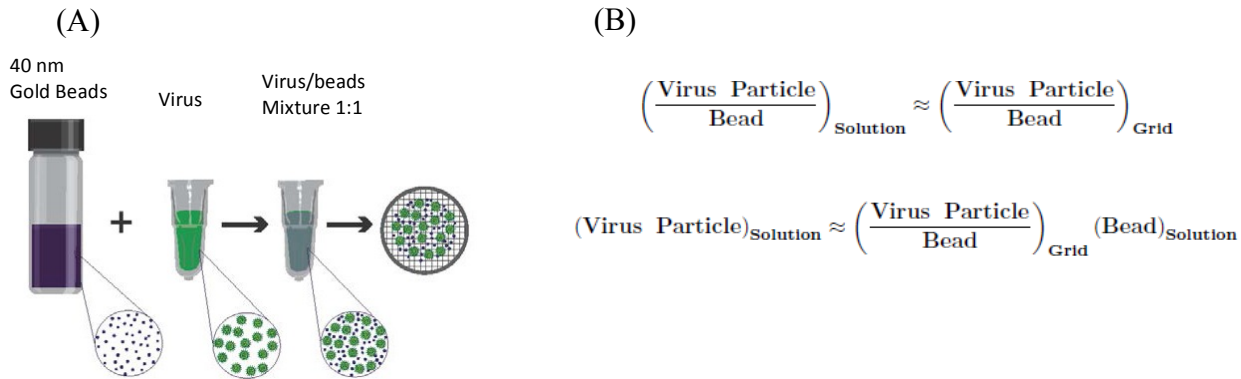 (A)
40 nm
Gold Beads
Virus
Virus/beads
Mixture 1:1
+
(B)
(Virus Particle / Bead)Solution ≈ (Virus Particle / Bead)Grid
(Virus Particle)Solution ≈ (Virus Particle / Bead)Grid (Bead)Solution